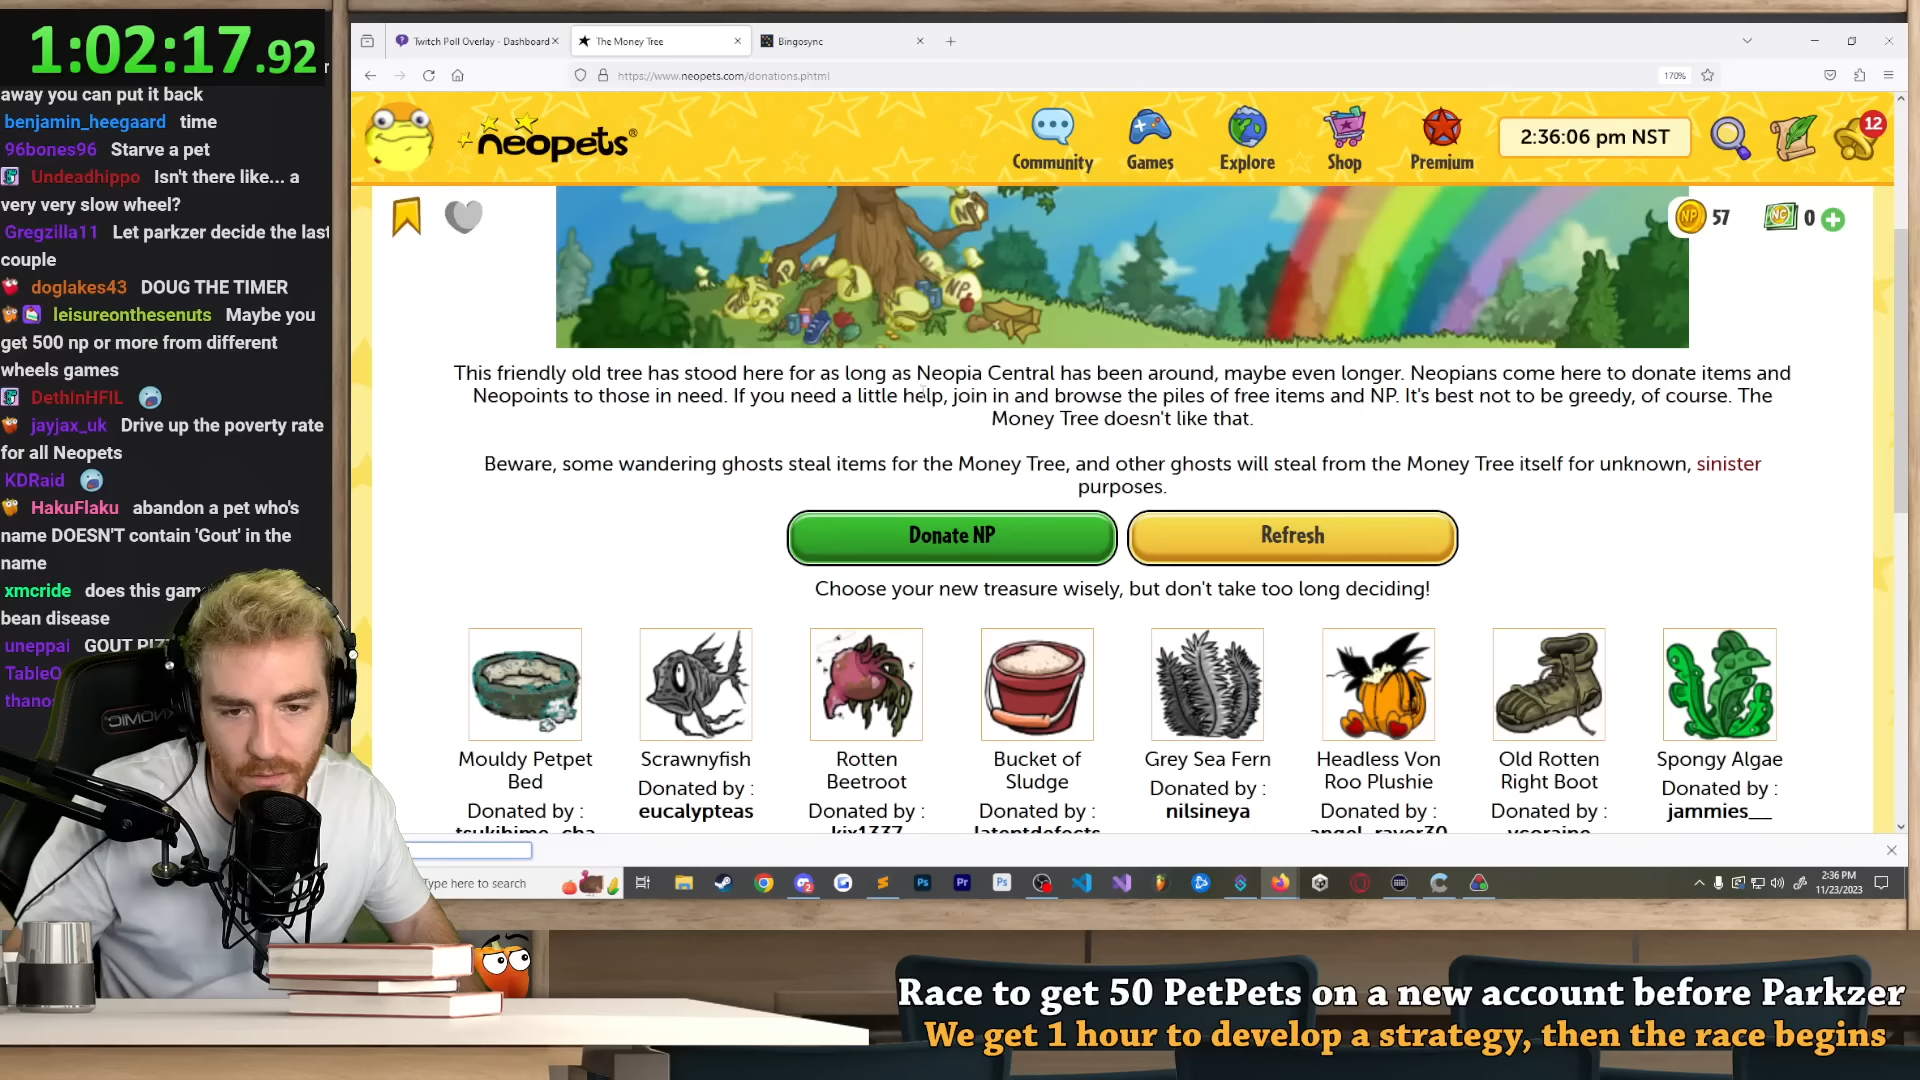 1:02:17.92
away you can put it back
benjamin_heegaard time
96bones96 Starve a pet
Undeadhippo Isn't there like... a
very very slow wheel?
Gregzilla11 Let parkzer decide the last
couple
doglakes43 DOUG THE TIMER
leisureonthesenuts Maybe you
get 500 np or more from different
wheels games
DethInHFIL
jayjax_uk Drive up the poverty rate
for all Neopets
KDRaid
HakuFlaku abandon a pet who's
name DOESN'T contain 'Gout' in the
name
xmcride does this gam
bean disease
uneppai GOUT
TableO
thano
Twitch Poll Overlay - Dashboard
The Money Tree
Bingosync
https://www.neopets.com/donations.phtml
170%
neopets®
Community
Games
Explore
Shop
Premium
2:36:06 pm NST
12
NP 57
NC 0
This friendly old tree has stood here for as long as Neopia Central has been around, maybe even longer. Neopians come here to donate items and
Neopoints to those in need. If you need a little help, join in and browse the piles of free items and NP. It's best not to be greedy, of course. The
Money Tree doesn't like that.
Beware, some wandering ghosts steal items for the Money Tree, and other ghosts will steal from the Money Tree itself for unknown, sinister
purposes.
Donate NP
Refresh
Choose your new treasure wisely, but don't take too long deciding!
Mouldy Petpet
Bed
Donated by :
Scrawnyfish
Donated by :
eucalypteas
Rotten
Beetroot
Donated by :
kix1337
Bucket of
Sludge
Donated by :
latentdefects
Grey Sea Fern
Donated by :
nilsineya
Headless Von
Roo Plushie
Donated by :
Old Rotten
Right Boot
Donated by :
Spongy Algae
Donated by :
jammies__
Type here to search
2:36 PM
11/23/2023
Race to get 50 PetPets on a new account before Parkzer
We get 1 hour to develop a strategy, then the race begins